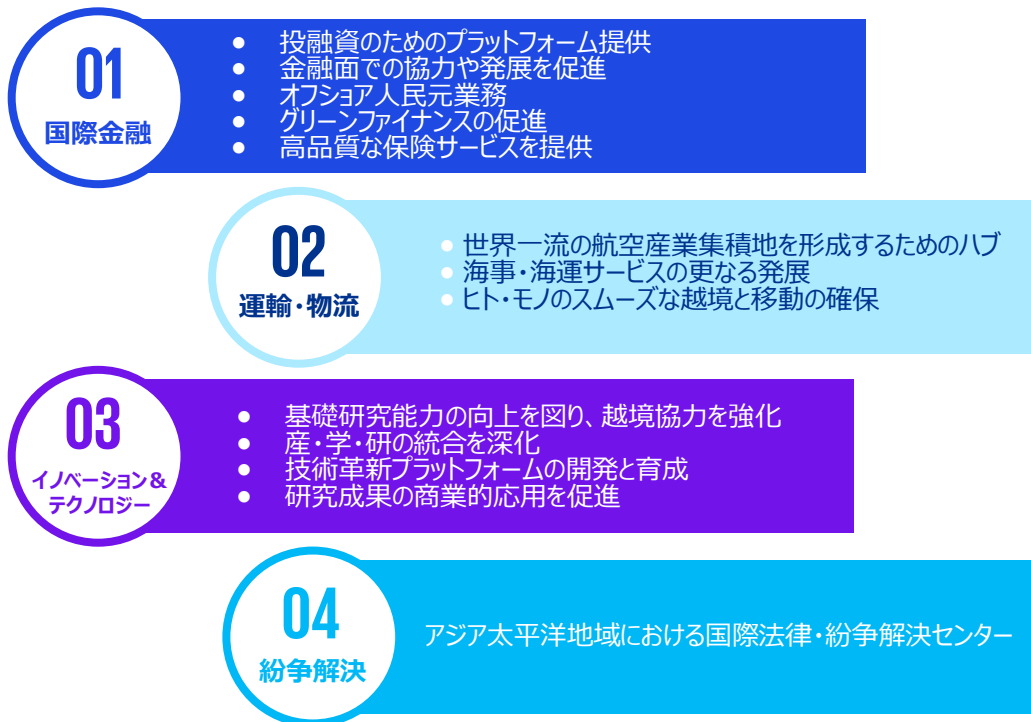 01
国際金融
● 投融資のためのプラットフォーム提供
● 金融面での協力や発展を促進
● オフショア人民元業務
● グリーンファイナンスの促進
● 高品質な保険サービスを提供
02
運輸・物流
● 世界一流の航空産業集積地を形成するためのハブ
● 海事・海運サービスの更なる発展
● ヒト・モノのスムーズな越境と移動の確保
03
イノベーション&
テクノロジー
● 基礎研究能力の向上を図り、越境協力を強化
● 産・学・研の統合を深化
● 技術革新プラットフォームの開発と育成
● 研究成果の商業的応用を促進
04
紛争解決
アジア太平洋地域における国際法律・紛争解決センター